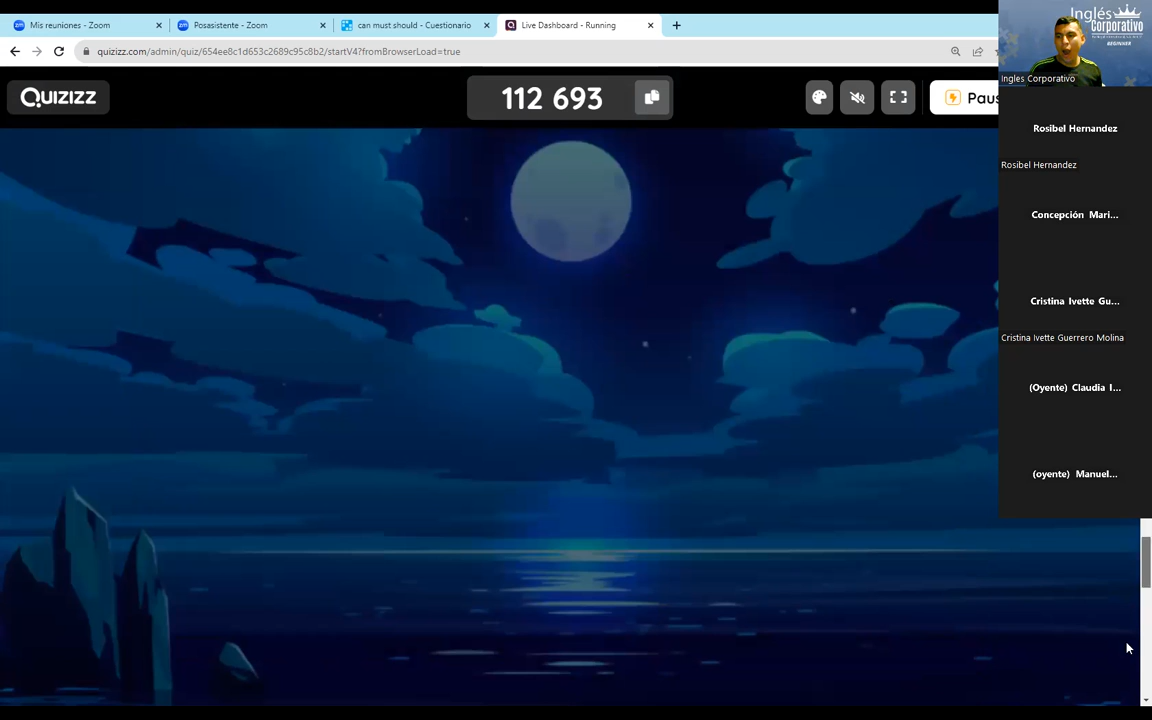 Mis reuniones - Zoom
Posasistente - Zoom
can must should - Cuestionario
Live Dashboard - Running
quizizz.com/admin/quiz/654ee8c1d653c2689c95c8b2/startV4?fromBrowserLoad=true
Quizizz
112 693
Paus
Inglés
Corporativo
BEGINNER
Ingles Corporativo
Rosibel Hernandez
Rosibel Hernandez
Concepción Mari...
Cristina Ivette Gu...
Cristina Ivette Guerrero Molina
(Oyente) Claudia I...
(oyente) Manuel...